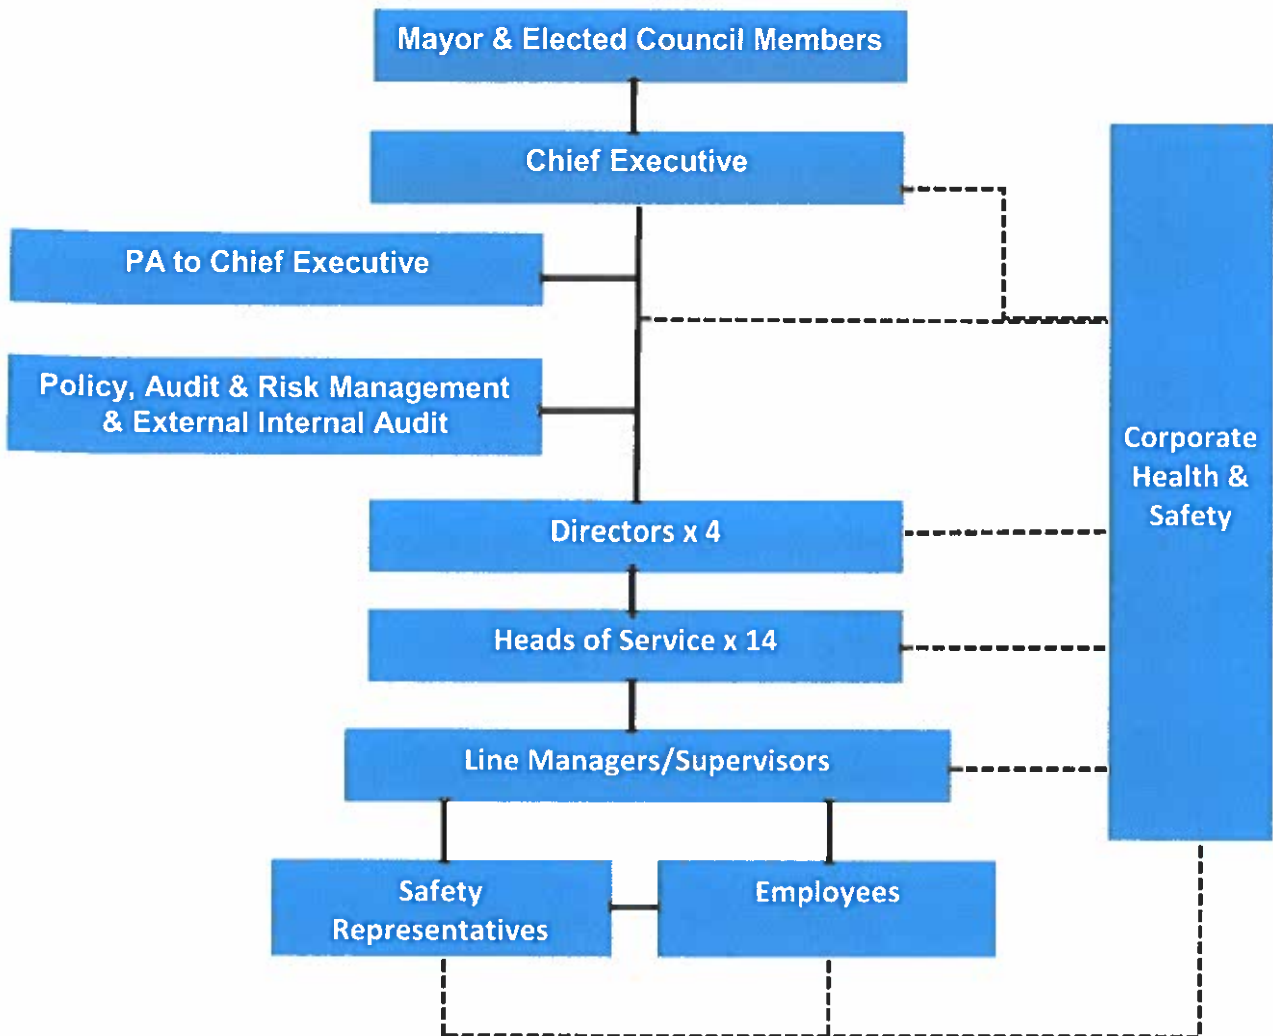 Mayor & Elected Council Members
Chief Executive
PA to Chief Executive
Policy, Audit & Risk Management
& External Internal Audit
Corporate
Health &
Safety
Directors x 4
Heads of Service x 14
Line Managers/Supervisors
Safety
Representatives
Employees